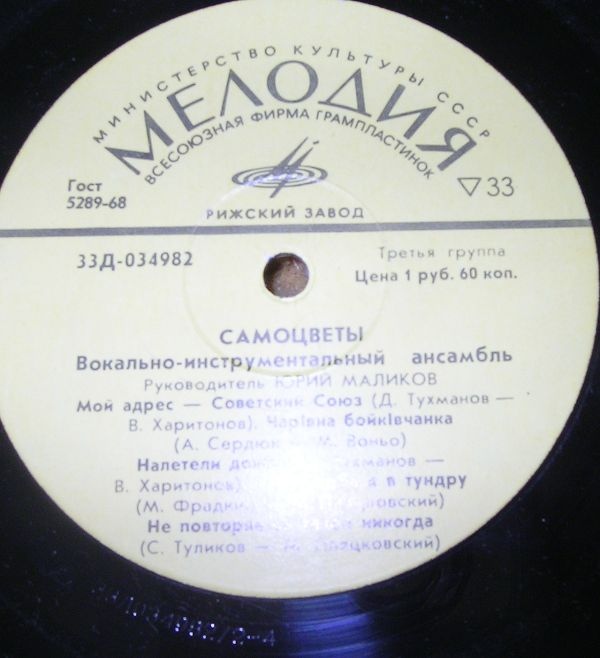 МИНИСТЕРСТВО КУЛЬТУРЫ СССР
МЕЛОДИЯ
ВСЕСОЮЗНАЯ ФИРМА ГРАМПЛАСТИНОК
Гост
5289-68
▽33
РИЖСКИЙ ЗАВОД
33Д-034982
Третья группа
Цена 1 руб. 60 коп.
САМОЦВЕТЫ
Вокально-инструментальный ансамбль
Руководитель ЮРИЙ МАЛИКОВ
Мой адрес — Советский Союз (Д. Тухманов —
В. Харитонов). Чарівна бойківчанка
(А. Сердюк — М. Воньо)
Налетели —
В. Харитонов) в тундру
(М.
Не никогда
(С. Туликов —